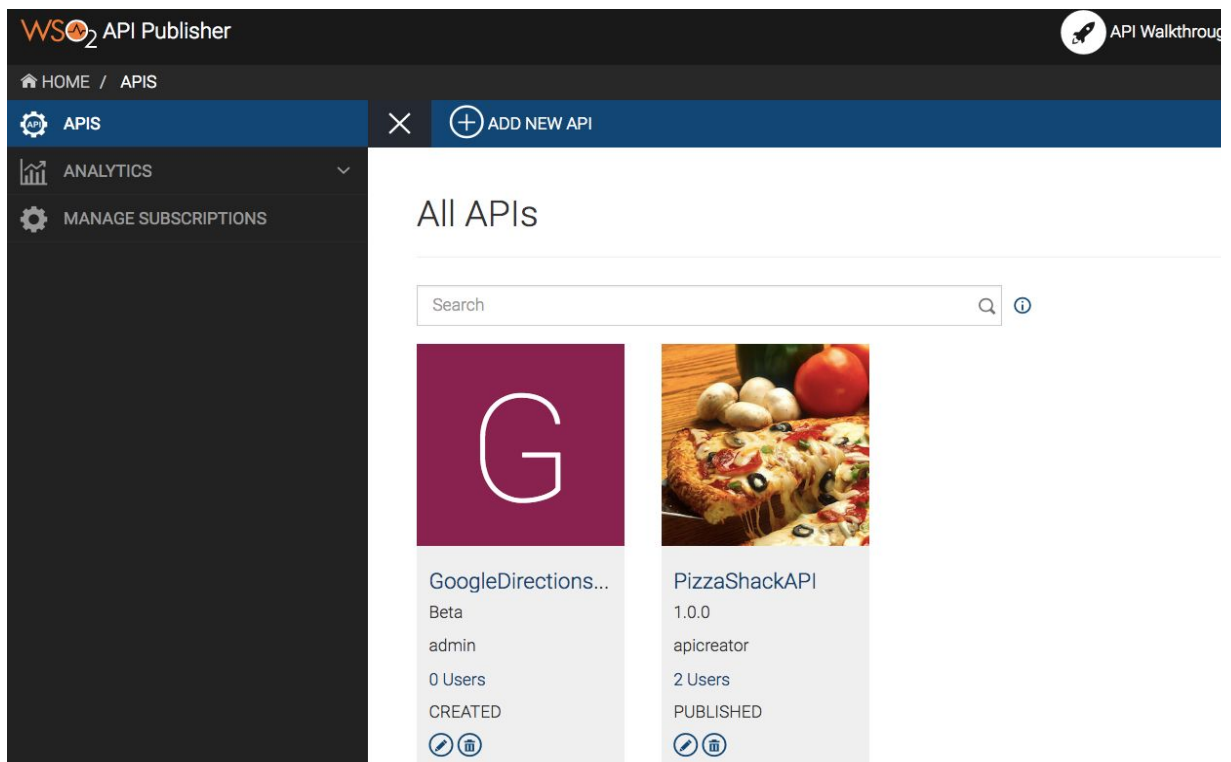 WSO2 API Publisher
API Walkthroug
HOME / APIS
API APIS
ADD NEW API
ANALYTICS
MANAGE SUBSCRIPTIONS
All APIs
Search
G
GoogleDirections...
Beta
admin
0 Users
CREATED
PizzaShackAPI
1.0.0
apicreator
2 Users
PUBLISHED